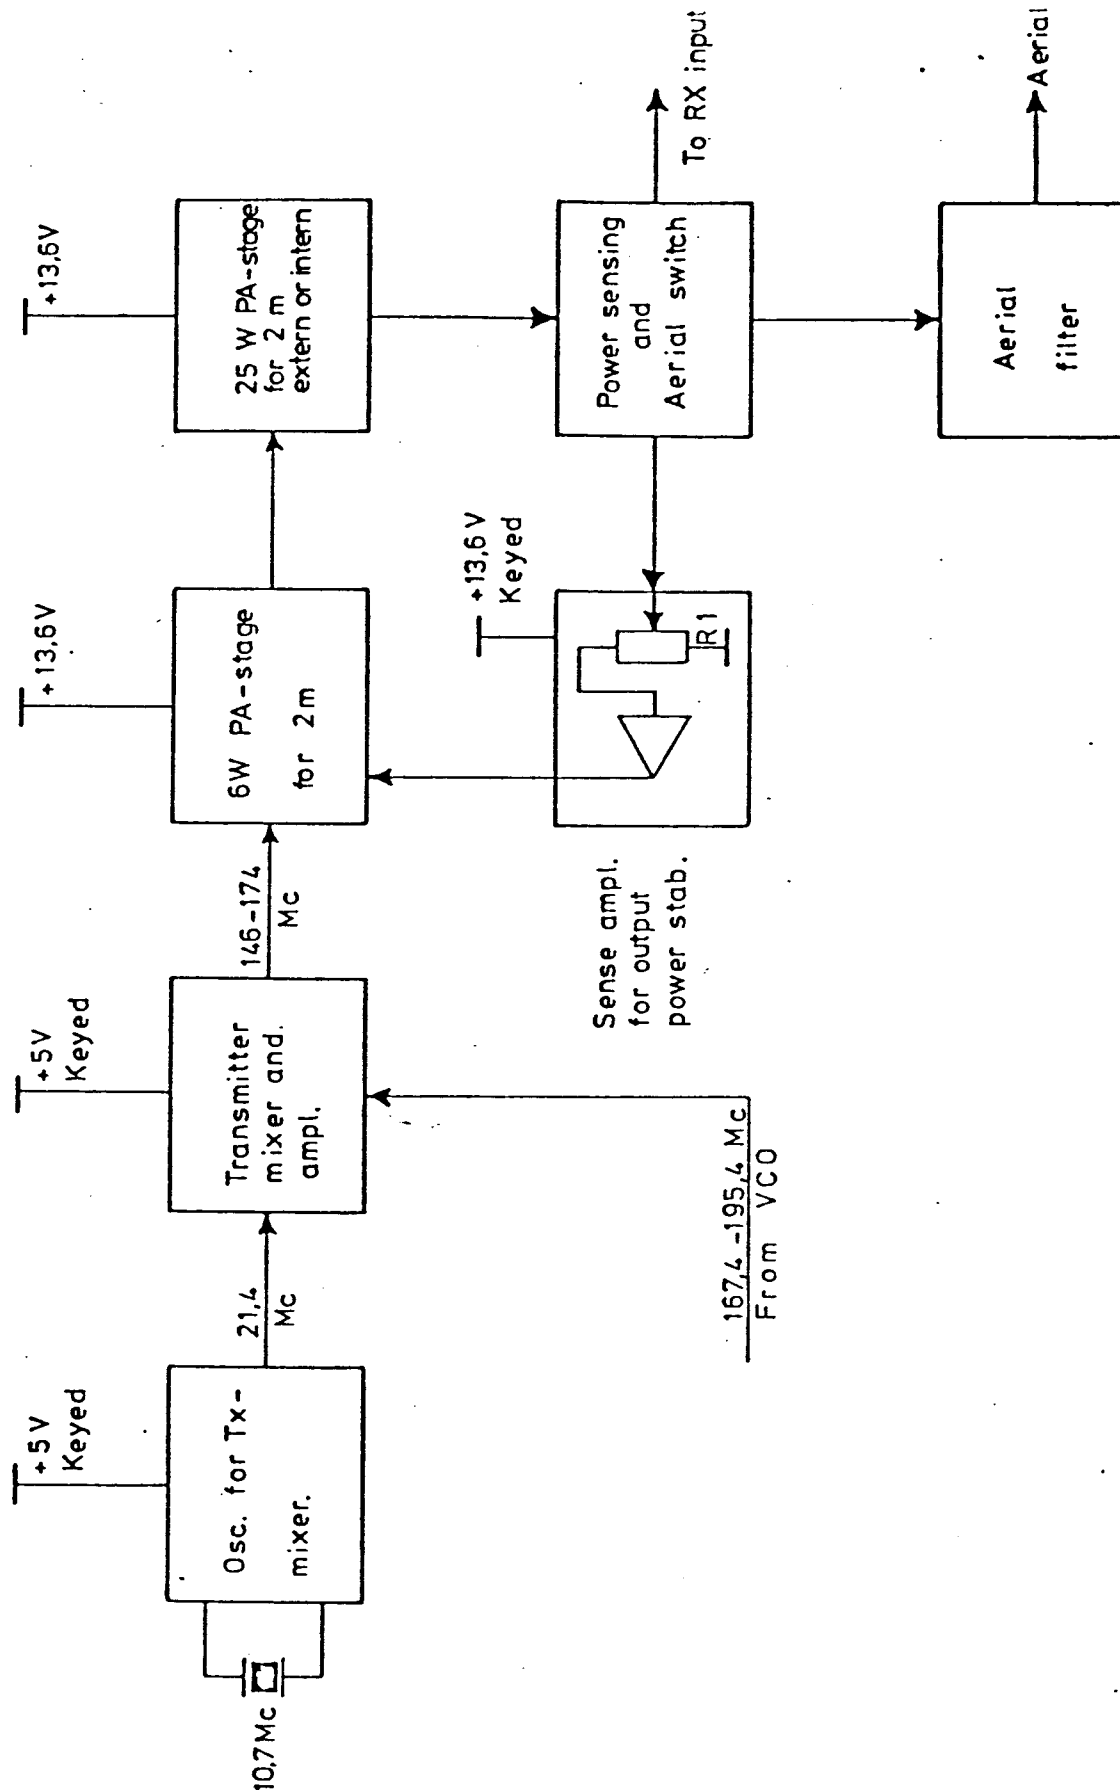 10,7Mc
+5V
Keyed
Osc. for Tx-
mixer.
21,4
Mc
+5V
Keyed
Transmitter
mixer and.
ampl.
167,4 -195,4 Mc
From VCO
146-174
Mc
+13,6V
6W PA-stage
for 2m
+13,6V
25 W PA-stage
for 2 m
extern or intern
Sense ampl.
for output
power stab.
+13,6V
Keyed
R1
Power sensing
and
Aerial switch
To RX input
Aerial
filter
Aerial